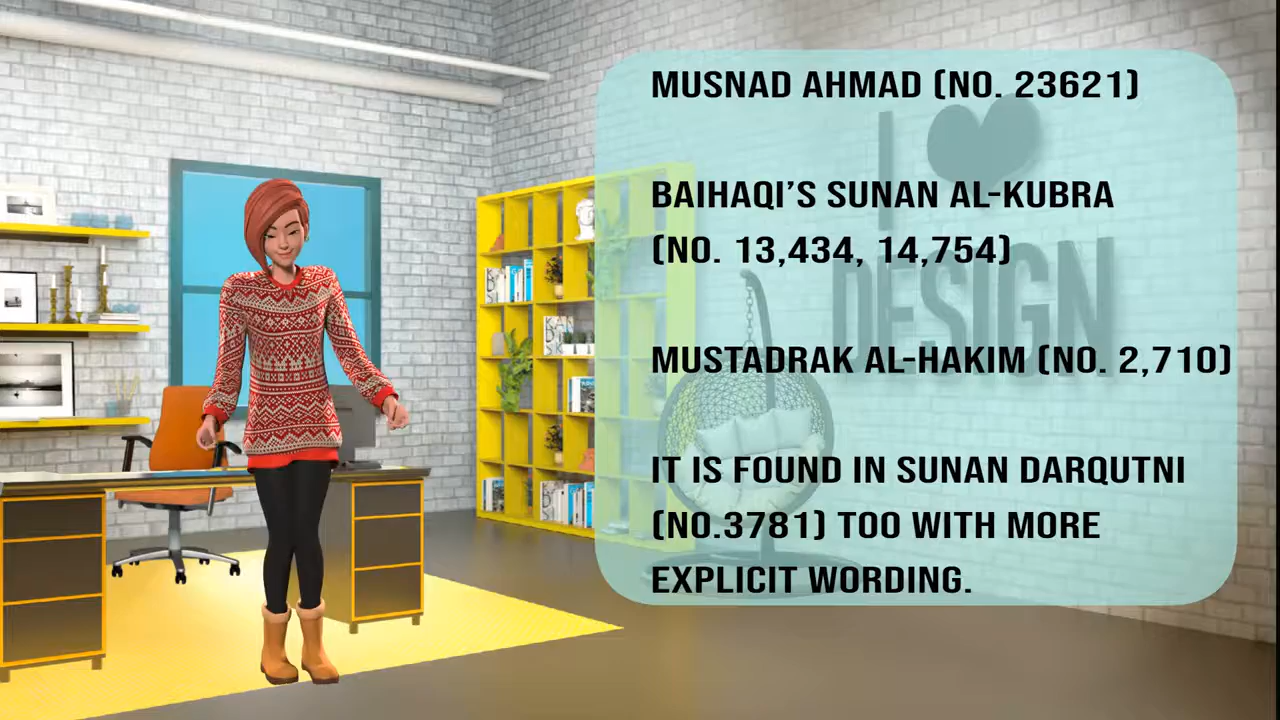 MUSNAD AHMAD (NO. 23621)
BAIHAQI’S SUNAN AL-KUBRA
(NO. 13,434, 14,754)
MUSTADRAK AL-HAKIM (NO. 2,710)
IT IS FOUND IN SUNAN DARQUTNI
(NO.3781) TOO WITH MORE
EXPLICIT WORDING.
I
DESIGN